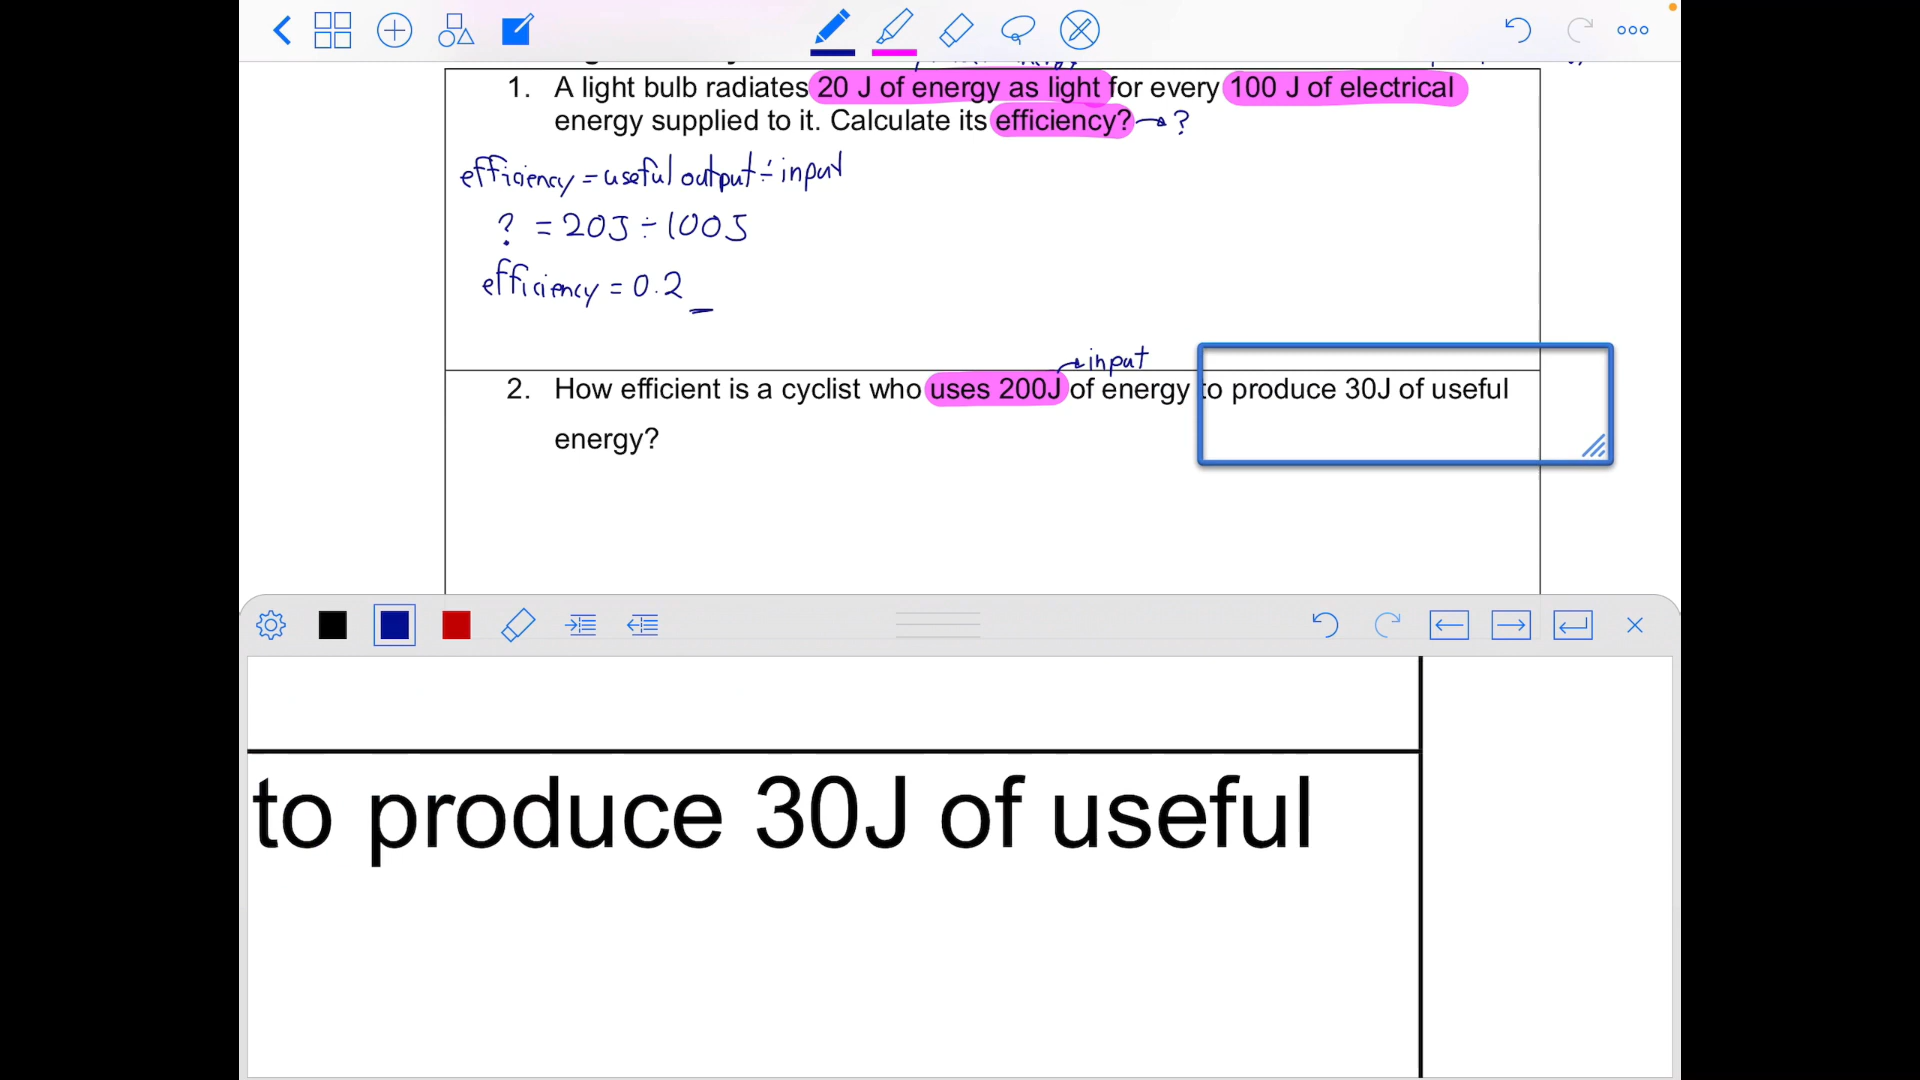 1. A light bulb radiates 20 J of energy as light for every 100 J of electrical
energy supplied to it. Calculate its efficiency? → ?
efficiency = useful output ÷ input
? = 20J ÷ 100J
efficiency = 0.2
input
2. How efficient is a cyclist who uses 200J of energy to produce 30J of useful
energy?
to produce 30J of useful